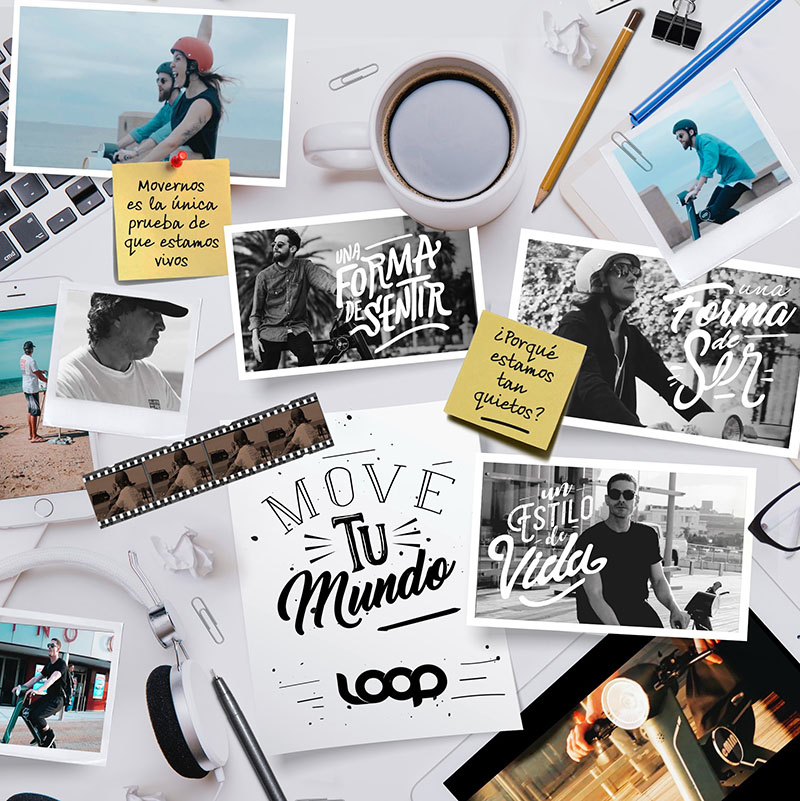 Movernos
es la única
prueba de
que estamos
vivos
UNA
FORMA
DE SENTIR
una
Forma
de
Ser
¿Porqué
estamos
tan
quietos?
un
ESTILO
de
Vida
MOVÉ
TU
Mundo
LOOP